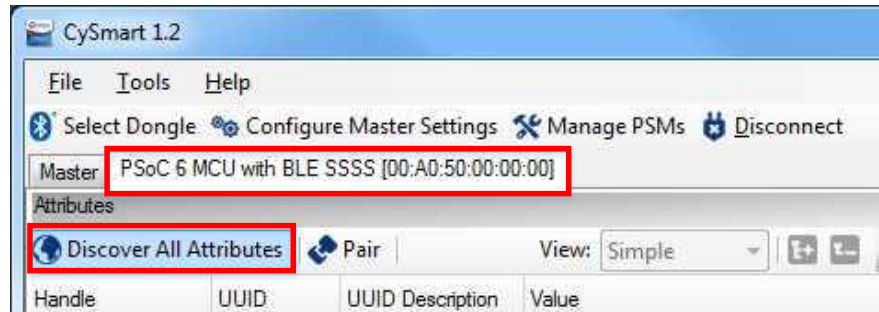 CySmart 1.2
File Tools Help
Select Dongle Configure Master Settings Manage PSMs Disconnect
Master PSoC 6 MCU with BLE SSSS [00:A0:50:00:00:00]
Attributes
Discover All Attributes Pair View: Simple
Handle UUID UUID Description Value